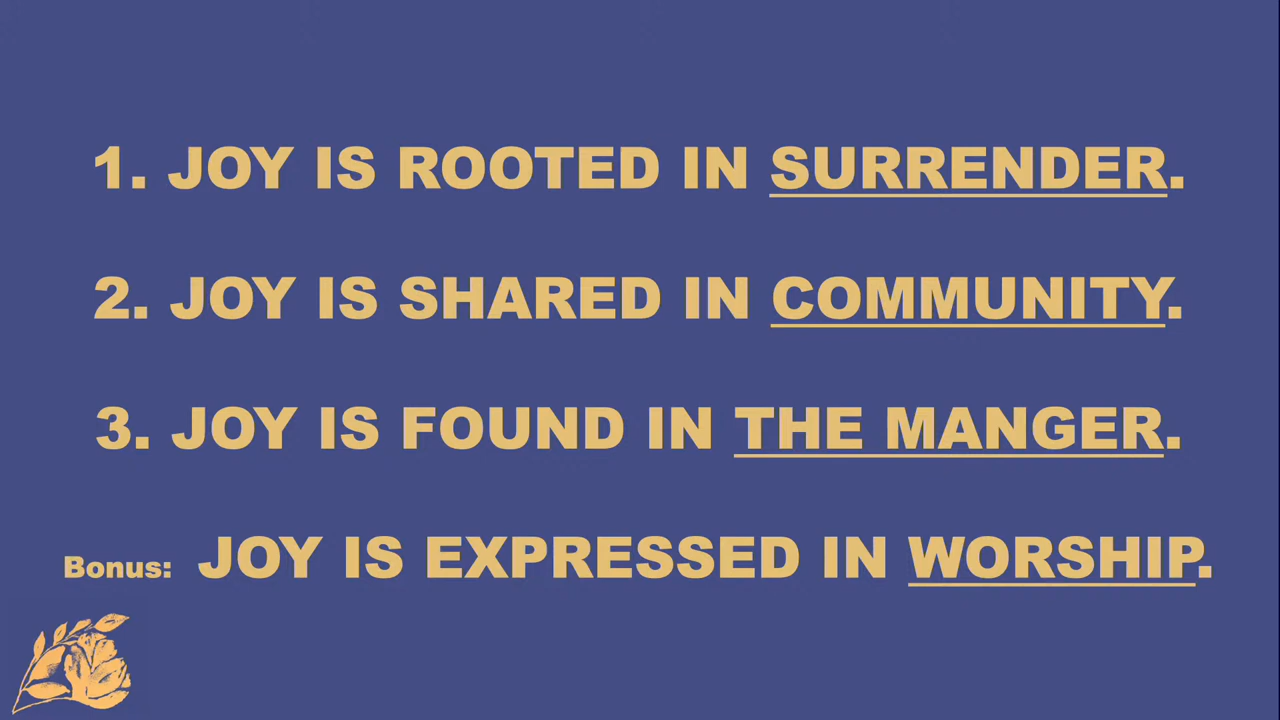 1. JOY IS ROOTED IN SURRENDER.
2. JOY IS SHARED IN COMMUNITY.
3. JOY IS FOUND IN THE MANGER.
Bonus: JOY IS EXPRESSED IN WORSHIP.